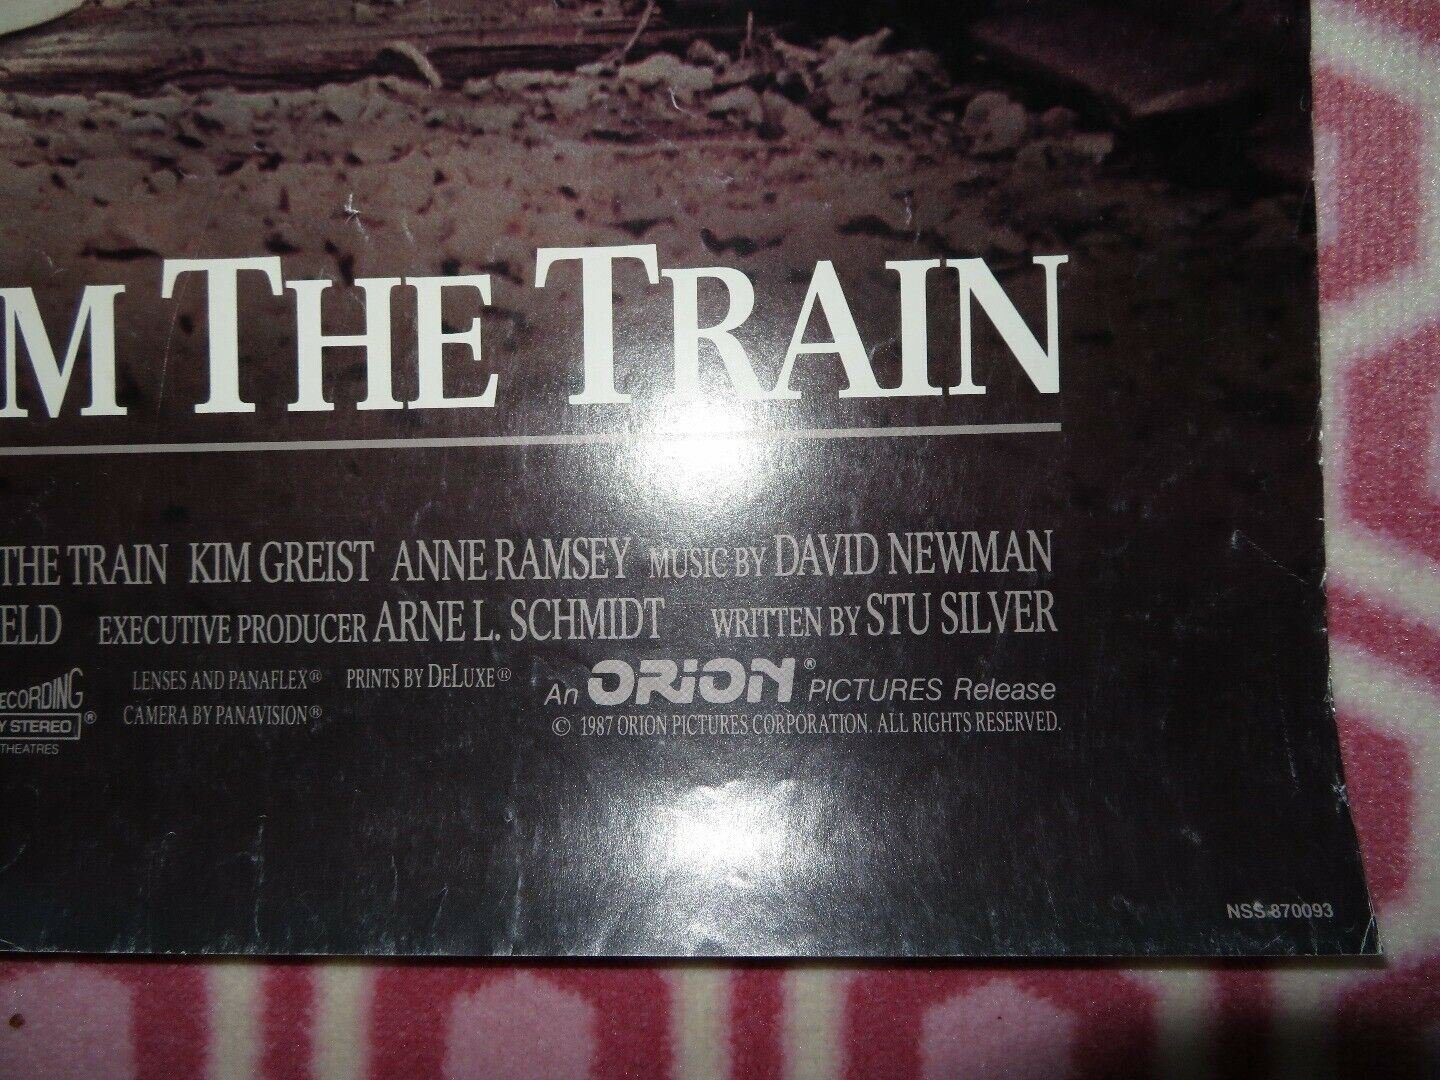 M THE TRAIN
THE TRAIN KIM GREIST ANNE RAMSEY MUSIC BY DAVID NEWMAN
ELD EXECUTIVE PRODUCER ARNE L. SCHMIDT WRITTEN BY STU SILVER
ECORDING
Y STEREO ®
THEATRES
LENSES AND PANAFLEX® PRINTS BY DELUXE®
CAMERA BY PANAVISION®
An ORION® PICTURES Release
© 1987 ORION PICTURES CORPORATION. ALL RIGHTS RESERVED.
NSS 870093